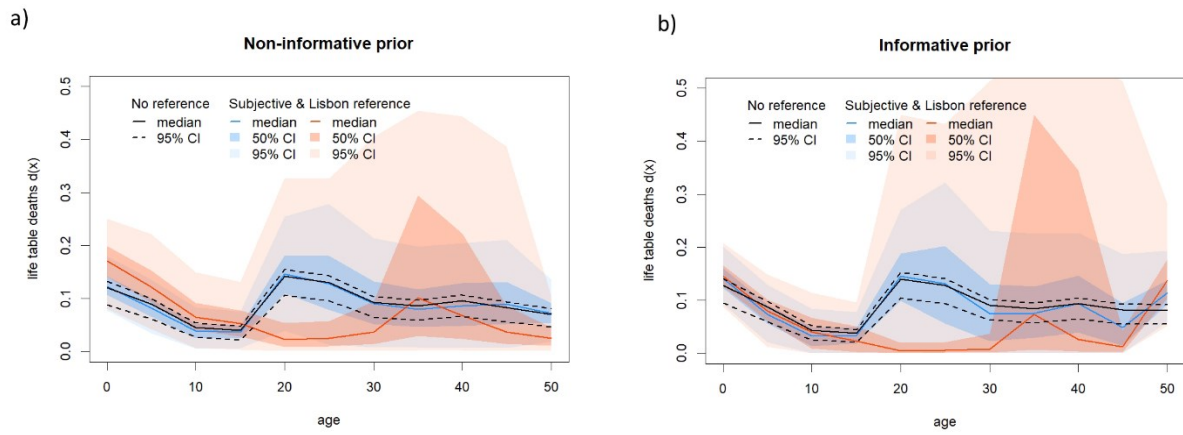 a)
Non-informative prior
No reference
median
95% CI
Subjective & Lisbon reference
median median
50% CI 50% CI
95% CI 95% CI
life table deaths d(x)
0.5
0.4
0.3
0.2
0.1
0.0
0 10 20 30 40 50
age
b)
Informative prior
No reference
median
95% CI
Subjective & Lisbon reference
median median
50% CI 50% CI
95% CI 95% CI
life table deaths d(x)
0.5
0.4
0.3
0.2
0.1
0.0
0 10 20 30 40 50
age